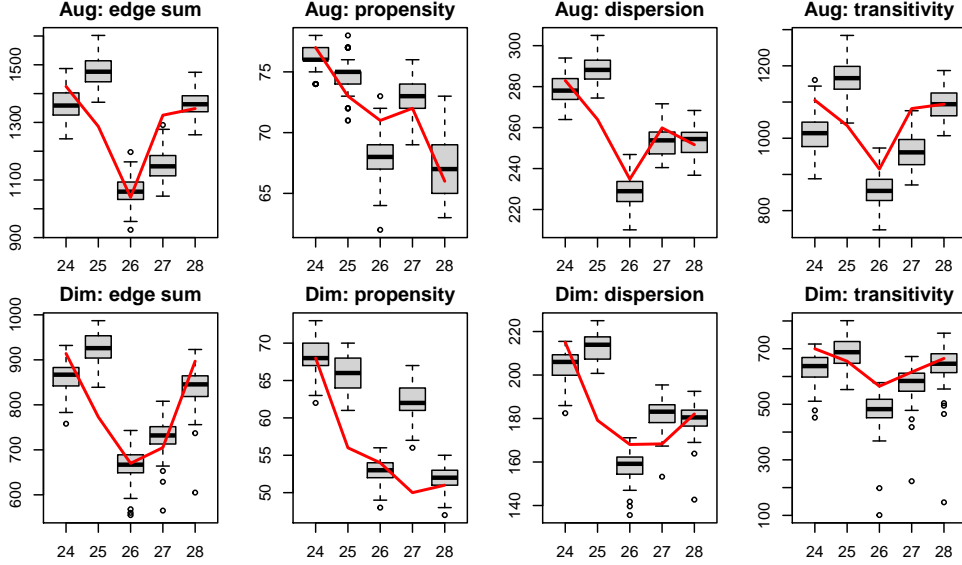 Aug: edge sum
900 1100 1300 1500
24 25 26 27 28
Aug: propensity
65 70 75
24 25 26 27 28
Aug: dispersion
220 240 260 280 300
24 25 26 27 28
Aug: transitivity
800 1000 1200
24 25 26 27 28
Dim: edge sum
600 700 800 900 1000
24 25 26 27 28
Dim: propensity
50 55 60 65 70
24 25 26 27 28
Dim: dispersion
140 160 180 200 220
24 25 26 27 28
Dim: transitivity
100 300 500 700
24 25 26 27 28